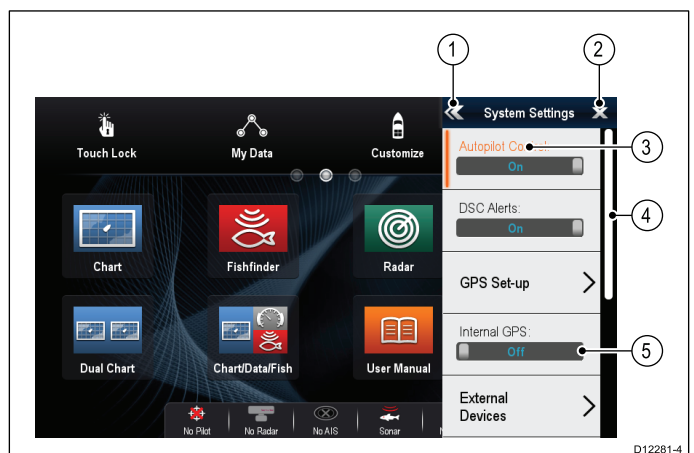 1
2
System Settings
Touch Lock
My Data
Customize
Autopilot Control:
On
3
DSC Alerts:
On
4
Chart
Fishfinder
Radar
GPS Set-up
Internal GPS:
Off
5
Dual Chart
Chart/Data/Fish
User Manual
External
Devices
No Pilot
No Radar
No AIS
Sonar
D12281-4